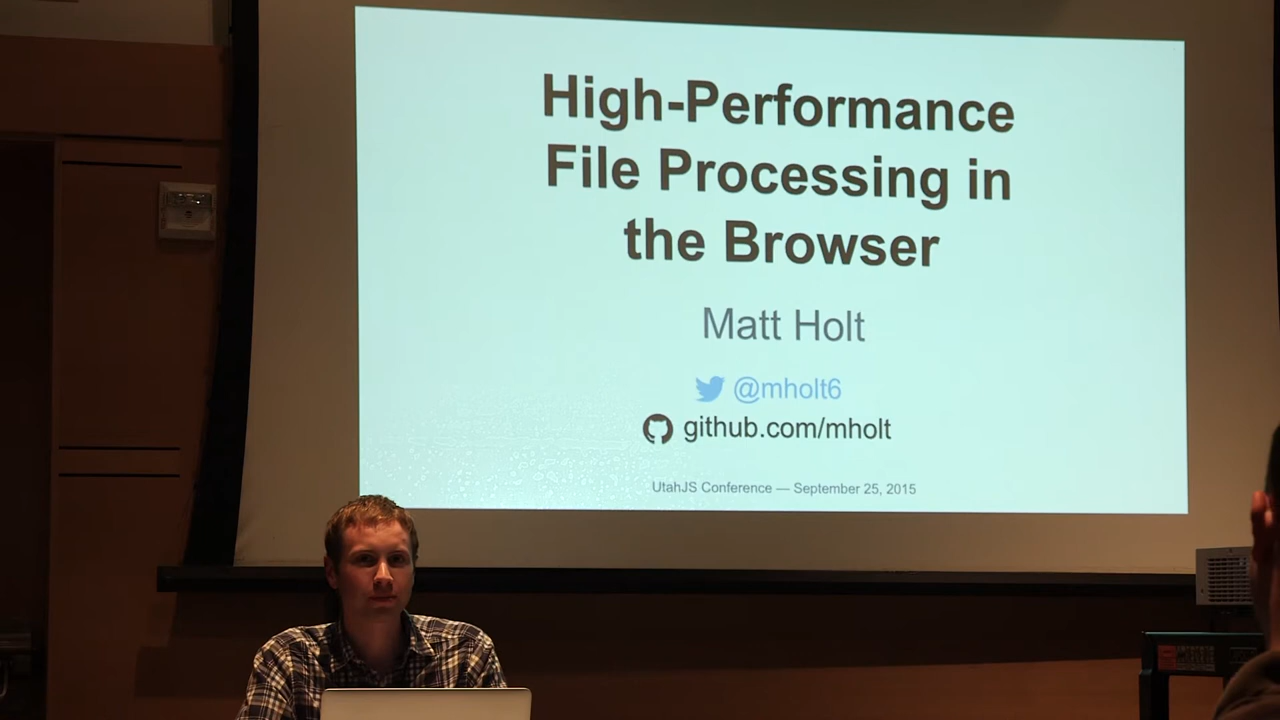 High-Performance
File Processing in
the Browser
Matt Holt
@mholt6
github.com/mholt
UtahJS Conference — September 25, 2015